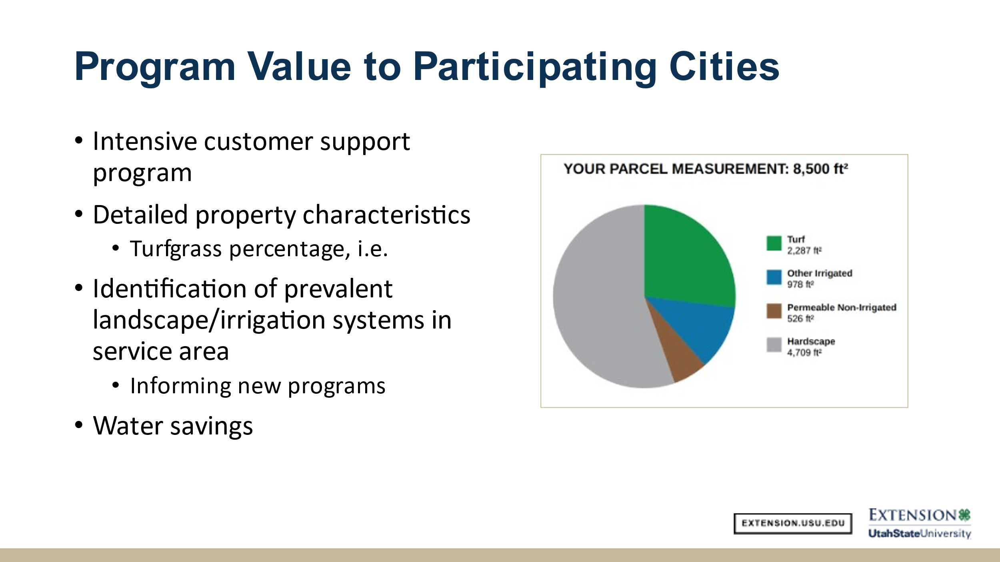 Program Value to Participating Cities
• Intensive customer support
program
• Detailed property characteristics
• Turfgrass percentage, i.e.
• Identification of prevalent
landscape/irrigation systems in
service area
• Informing new programs
• Water savings
YOUR PARCEL MEASUREMENT: 8,500 ft²
Turf
2,287 ft²
Other Irrigated
978 ft²
Permeable Non-Irrigated
526 ft²
Hardscape
4,709 ft²
EXTENSION.USU.EDU
EXTENSION
UtahStateUniversity